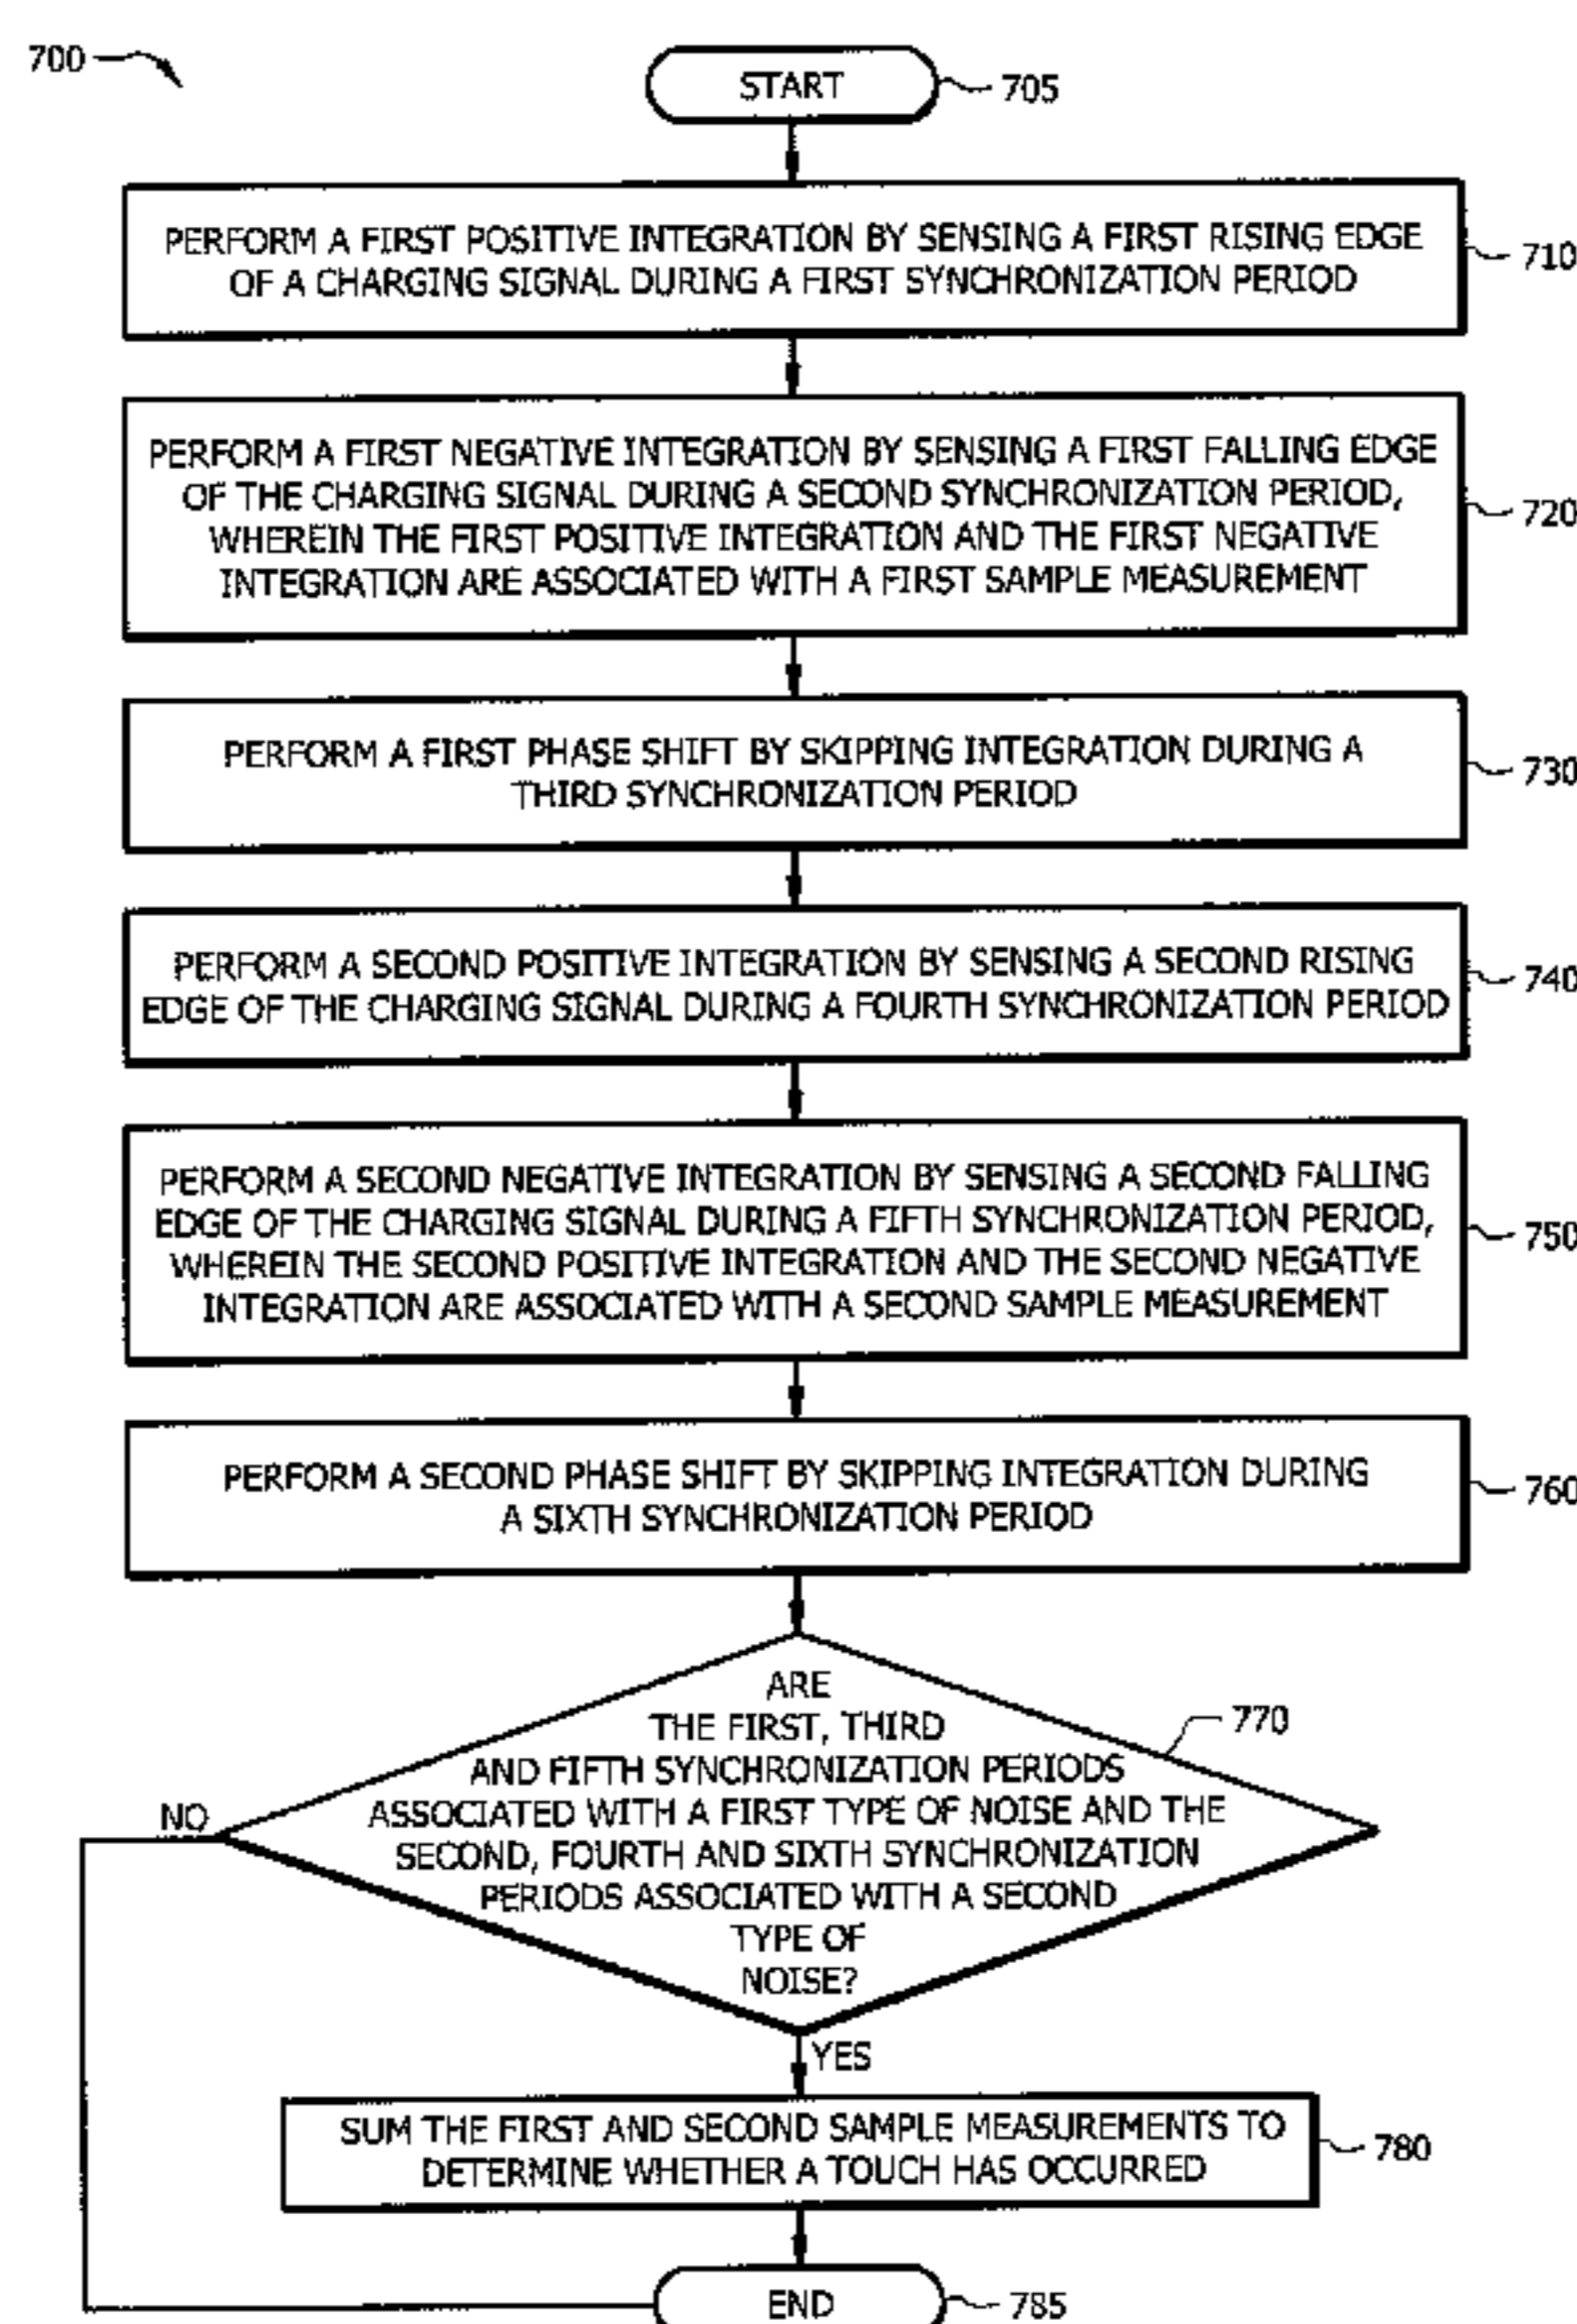 700
START
705
PERFORM A FIRST POSITIVE INTEGRATION BY SENSING A FIRST RISING EDGE
OF A CHARGING SIGNAL DURING A FIRST SYNCHRONIZATION PERIOD
710
PERFORM A FIRST NEGATIVE INTEGRATION BY SENSING A FIRST FALLING EDGE
OF THE CHARGING SIGNAL DURING A SECOND SYNCHRONIZATION PERIOD,
WHEREIN THE FIRST POSITIVE INTEGRATION AND THE FIRST NEGATIVE
INTEGRATION ARE ASSOCIATED WITH A FIRST SAMPLE MEASUREMENT
720
PERFORM A FIRST PHASE SHIFT BY SKIPPING INTEGRATION DURING A
THIRD SYNCHRONIZATION PERIOD
730
PERFORM A SECOND POSITIVE INTEGRATION BY SENSING A SECOND RISING
EDGE OF THE CHARGING SIGNAL DURING A FOURTH SYNCHRONIZATION PERIOD
740
PERFORM A SECOND NEGATIVE INTEGRATION BY SENSING A SECOND FALLING
EDGE OF THE CHARGING SIGNAL DURING A FIFTH SYNCHRONIZATION PERIOD,
WHEREIN THE SECOND POSITIVE INTEGRATION AND THE SECOND NEGATIVE
INTEGRATION ARE ASSOCIATED WITH A SECOND SAMPLE MEASUREMENT
750
PERFORM A SECOND PHASE SHIFT BY SKIPPING INTEGRATION DURING
A SIXTH SYNCHRONIZATION PERIOD
760
ARE
THE FIRST, THIRD
AND FIFTH SYNCHRONIZATION PERIODS
ASSOCIATED WITH A FIRST TYPE OF NOISE AND THE
SECOND, FOURTH AND SIXTH SYNCHRONIZATION
PERIODS ASSOCIATED WITH A SECOND
TYPE OF
NOISE?
770
NO
YES
SUM THE FIRST AND SECOND SAMPLE MEASUREMENTS TO
DETERMINE WHETHER A TOUCH HAS OCCURRED
780
END
785